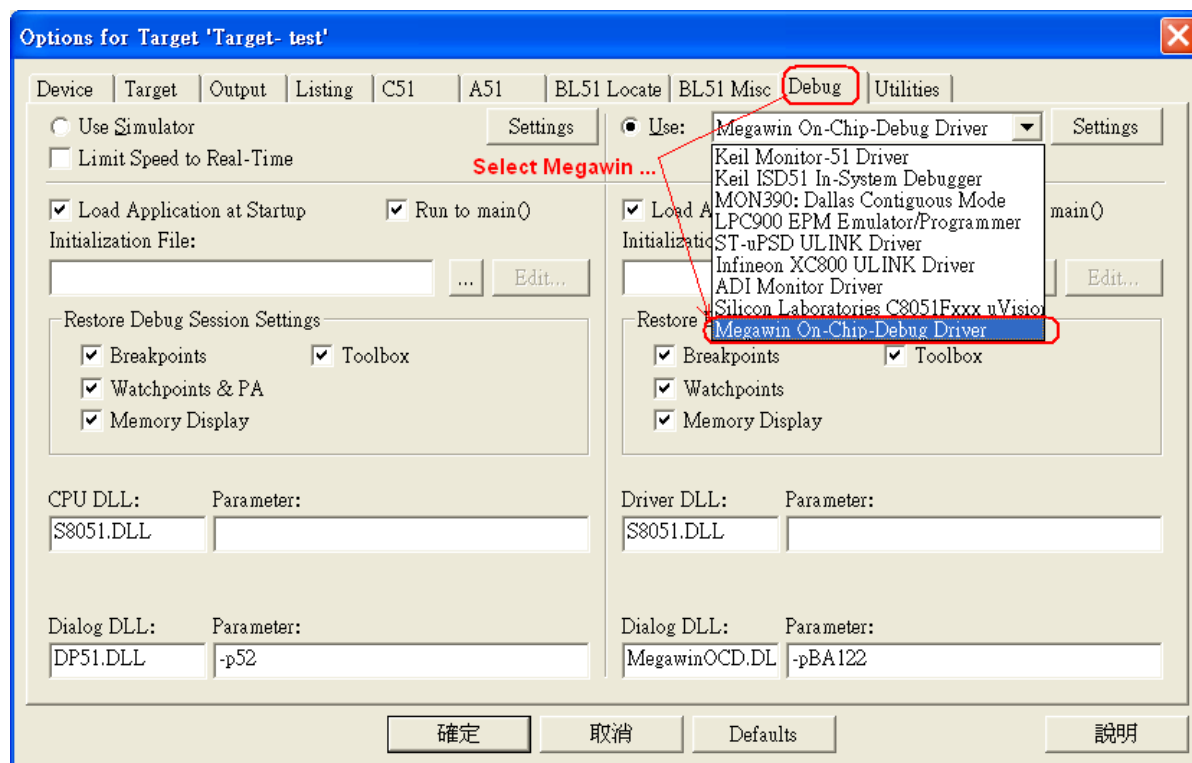 Options for Target 'Target- test'
Device Target Output Listing C51 A51 BL51 Locate BL51 Misc Debug Utilities
Use Simulator Settings Use: Megawin On-Chip-Debug Driver Settings
Limit Speed to Real-Time
Select Megawin ...
Keil Monitor-51 Driver
Keil ISD51 In-System Debugger
MON390: Dallas Contiguous Mode
LPC900 EPM Emulator/Programmer
ST-uPSD ULINK Driver
Infineon XC800 ULINK Driver
ADI Monitor Driver
Silicon Laboratories C8051Fxxx uVision
Megawin On-Chip-Debug Driver
Load Application at Startup Run to main() Load A main()
Initialization File: Initializatio
... Edit... Edit...
Restore Debug Session Settings Restore
Breakpoints Toolbox Breakpoints Toolbox
Watchpoints & PA Watchpoints
Memory Display Memory Display
CPU DLL: Parameter: Driver DLL: Parameter:
S8051.DLL S8051.DLL
Dialog DLL: Parameter: Dialog DLL: Parameter:
DP51.DLL -p52 MegawinOCD.DL -pBA122
確定 取消 Defaults 說明